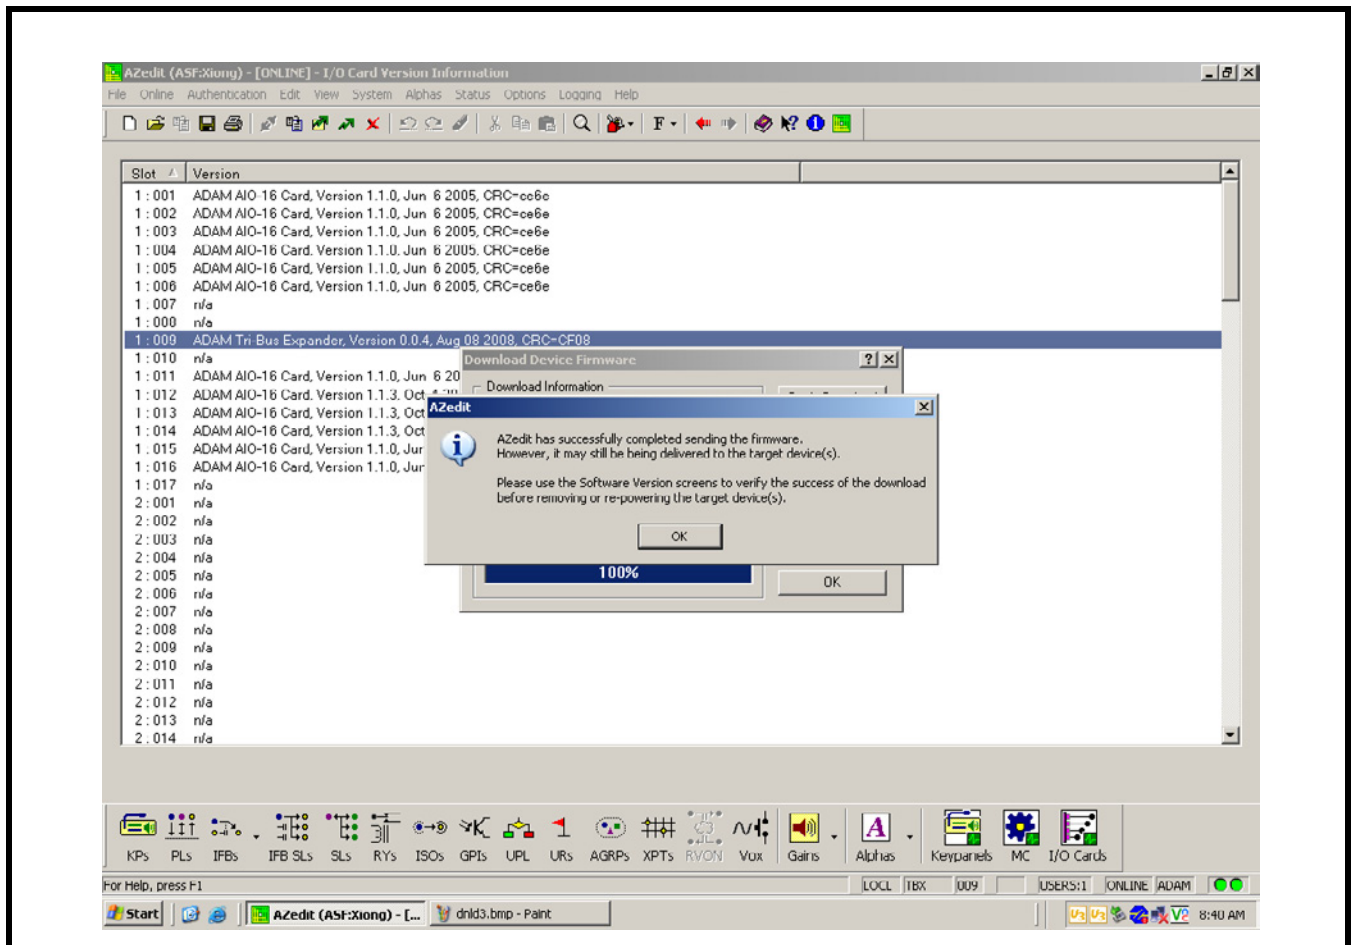 AZedit (ASF:Xiong) - [ONLINE] - I/O Card Version Information
File Online Authentication Edit View System Alphas Status Options Logging Help
F
Slot Version
1:001 ADAM AIO-16 Card, Version 1.1.0, Jun 6 2005, CRC=ce6e
1:002 ADAM AIO-16 Card, Version 1.1.0, Jun 6 2005, CRC=ce6e
1:003 ADAM AIO-16 Card, Version 1.1.0, Jun 6 2005, CRC=ce6e
1:004 ADAM AIO-16 Card, Version 1.1.0, Jun 6 2005, CRC=ce6e
1:005 ADAM AIO-16 Card, Version 1.1.0, Jun 6 2005, CRC=ce6e
1:006 ADAM AIO-16 Card, Version 1.1.0, Jun 6 2005, CRC=ce6e
1:007 n/a
1:008 n/a
1:009 ADAM Tri-Bus Expander, Version 0.0.4, Aug 08 2008, CRC=CF08
1:010 n/a
1:011 ADAM AIO-16 Card, Version 1.1.0, Jun 6 20
1:012 ADAM AIO-16 Card, Version 1.1.3, Oct
1:013 ADAM AIO-16 Card, Version 1.1.3, Oct
1:014 ADAM AIO-16 Card, Version 1.1.3, Oct
1:015 ADAM AIO-16 Card, Version 1.1.0, Jun
1:016 ADAM AIO-16 Card, Version 1.1.0, Jun
1:017 n/a
2:001 n/a
2:002 n/a
2:003 n/a
2:004 n/a
2:005 n/a
2:006 n/a
2:007 n/a
2:008 n/a
2:009 n/a
2:010 n/a
2:011 n/a
2:012 n/a
2:013 n/a
2:014 n/a
Download Device Firmware
Download Information
AZedit
AZedit has successfully completed sending the firmware.
However, it may still be being delivered to the target device(s).
Please use the Software Version screens to verify the success of the download
before removing or re-powering the target device(s).
OK
100%
OK
KPs PLs IFBs IFB SLs SLs RYs ISOs GPIs UPL URs AGRPs XPTs RVON Vox Gains Alphas Keypanels MC I/O Cards
For Help, press F1 LOCL TBX 009 USERS:1 ONLINE ADAM
Start AZedit (ASF:Xiong) - [... dnld3.bmp - Paint 8:40 AM